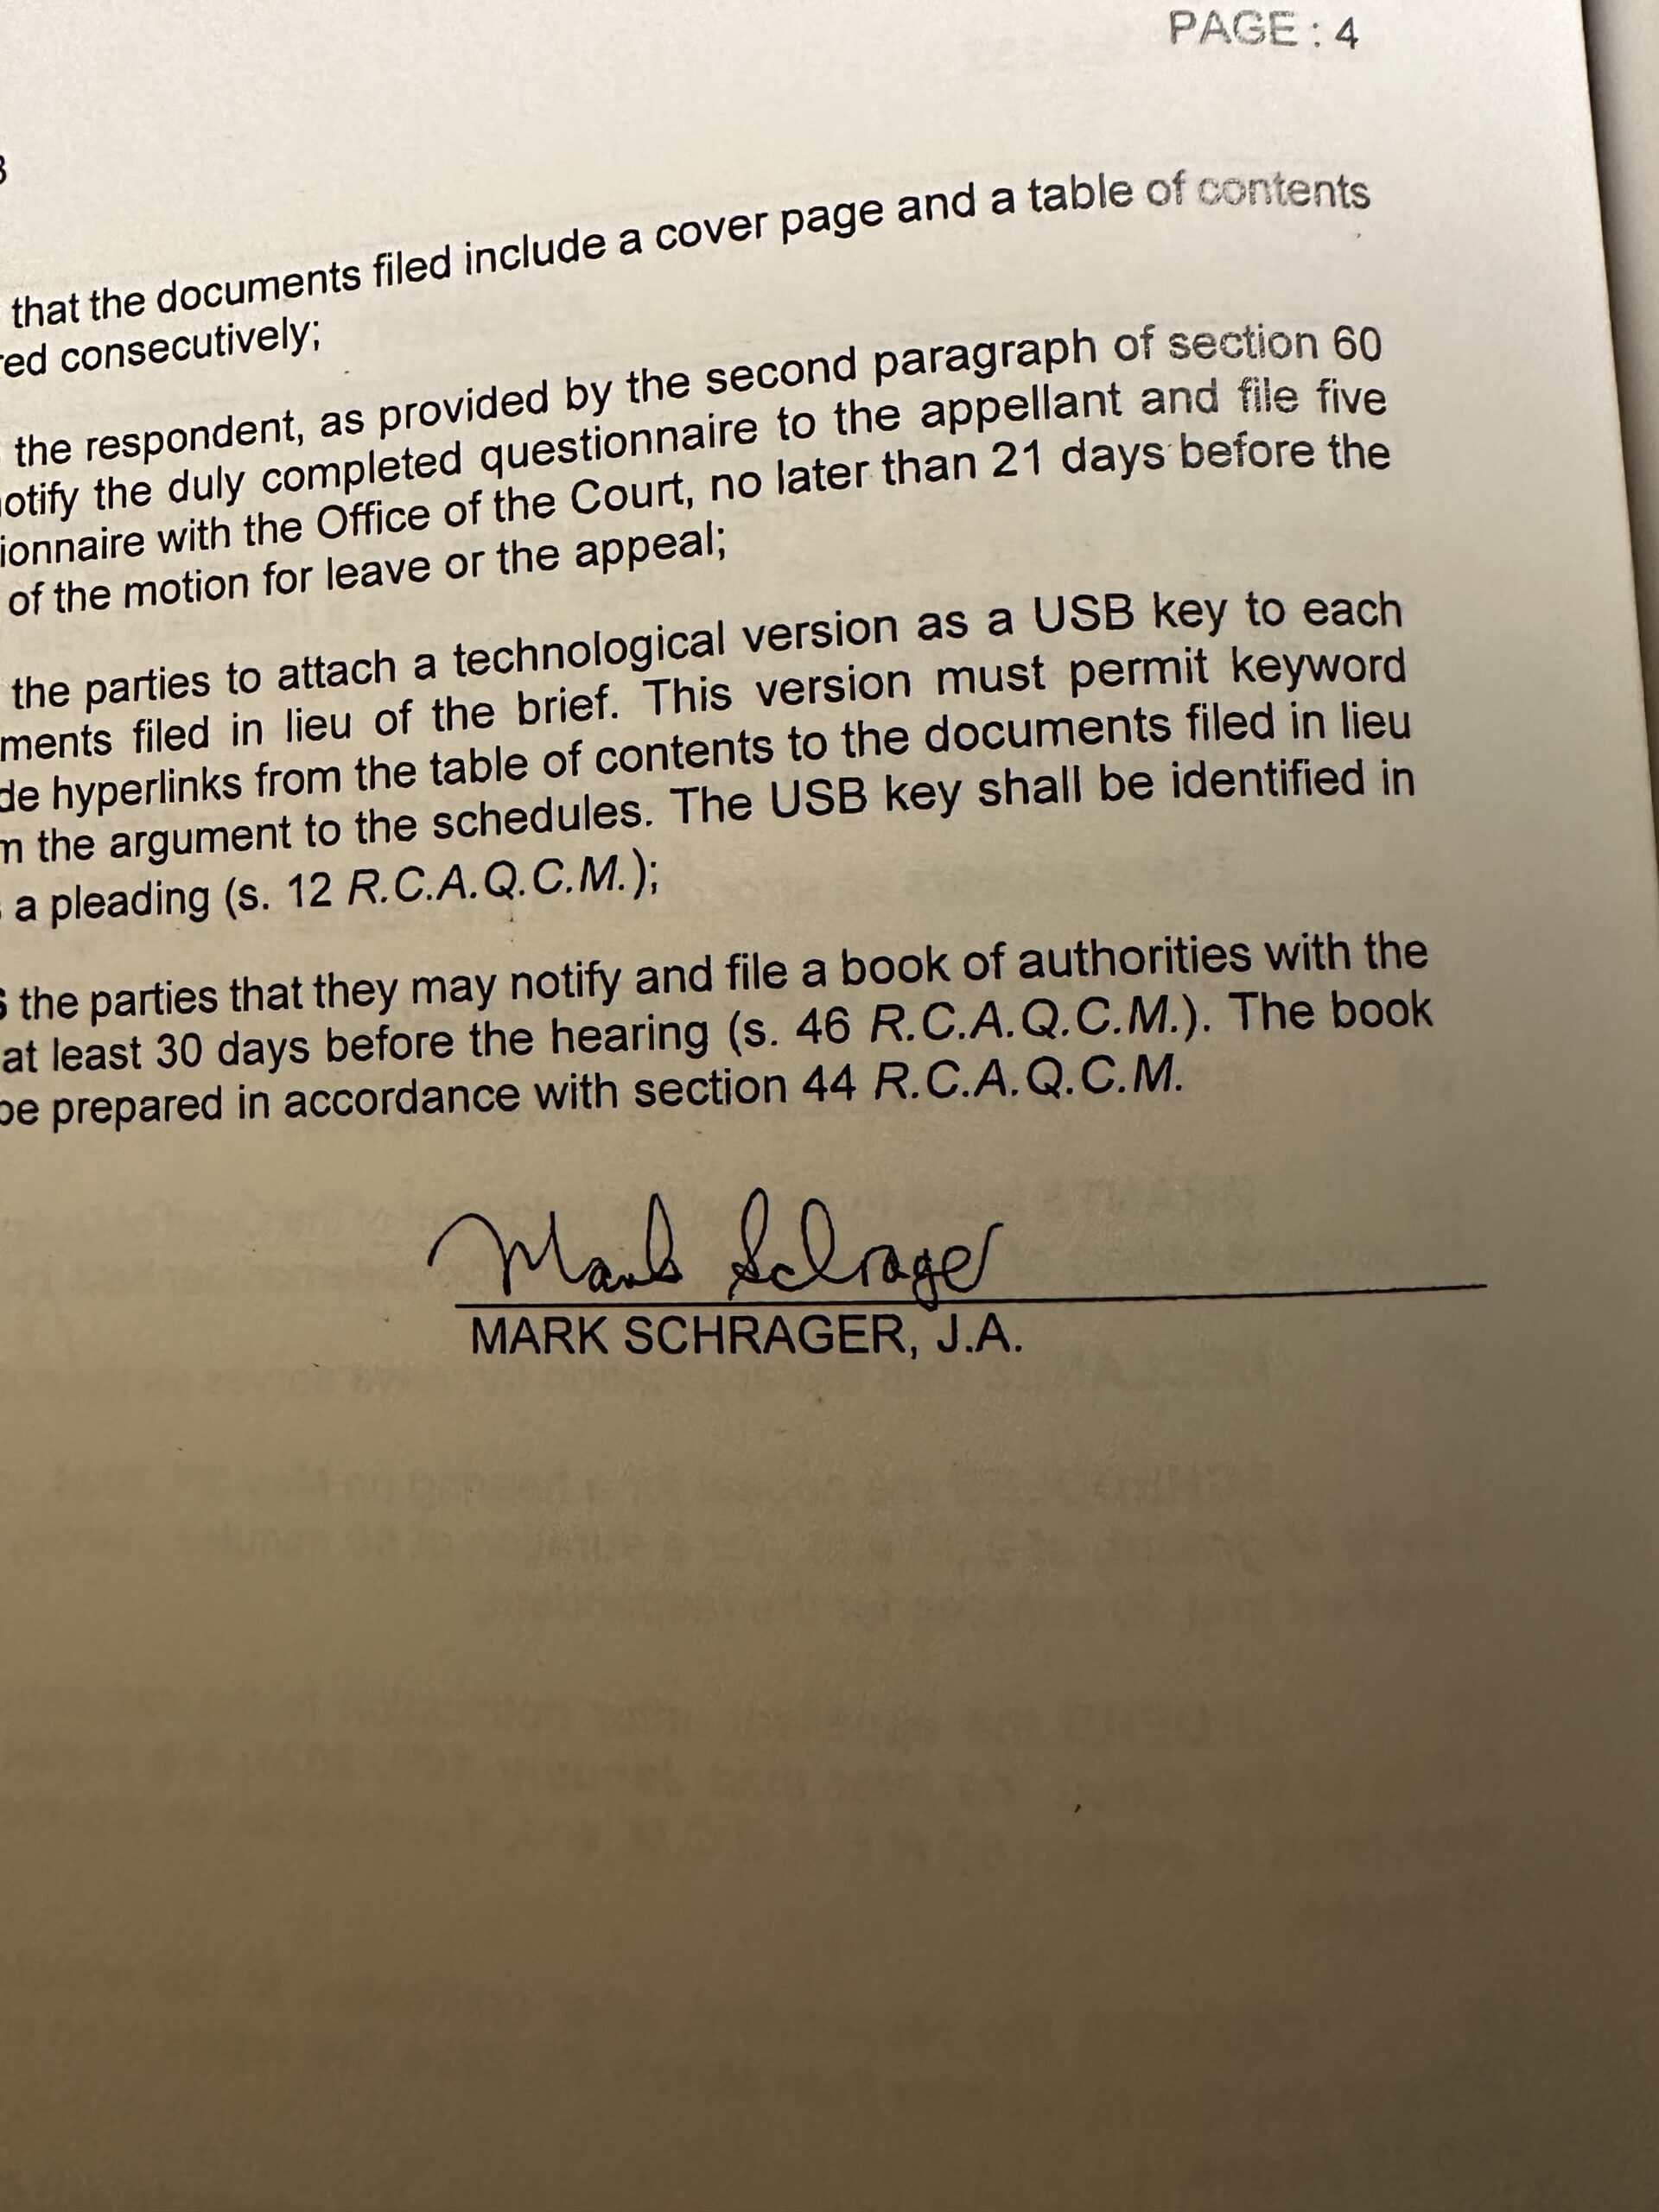 PAGE : 4
that the documents filed include a cover page and a table of contents
red consecutively;
the respondent, as provided by the second paragraph of section 60
otify the duly completed questionnaire to the appellant and file five
ionnaire with the Office of the Court, no later than 21 days before the
of the motion for leave or the appeal;
the parties to attach a technological version as a USB key to each
ments filed in lieu of the brief. This version must permit keyword
de hyperlinks from the table of contents to the documents filed in lieu
m the argument to the schedules. The USB key shall be identified in
a pleading (s. 12 R.C.A.Q.C.M.);
S the parties that they may notify and file a book of authorities with the
at least 30 days before the hearing (s. 46 R.C.A.Q.C.M.). The book
be prepared in accordance with section 44 R.C.A.Q.C.M.
Mark Schrager
MARK SCHRAGER, J.A.